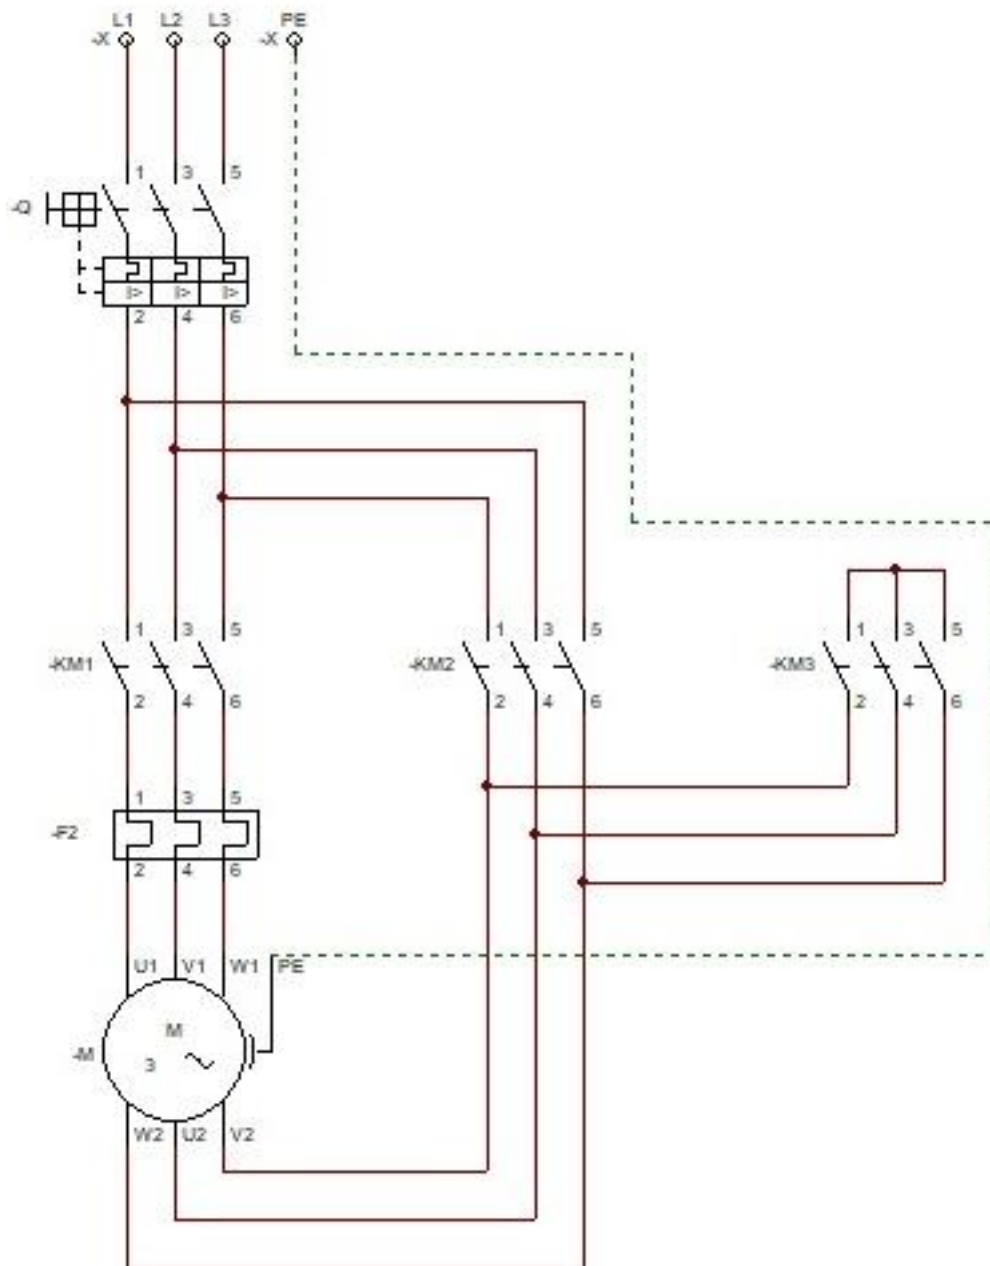 L1 L2 L3 PE
-X -X
1 3 5
-Q
I> I> I>
2 4 6
1 3 5 1 3 5 1 3 5
-KM1 -KM2 -KM3
2 4 6 2 4 6 2 4 6
1 3 5
-F2
2 4 6
U1 V1 W1 PE
M
-M
3 ~
W2 U2 V2